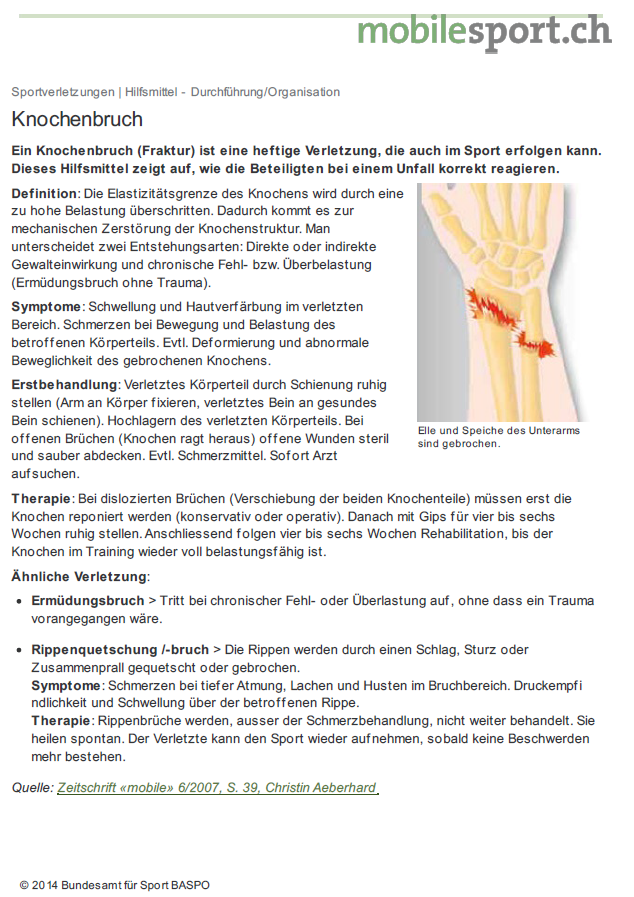 mobilesport.ch
Sportverletzungen | Hilfsmittel - Durchführung/Organisation
Knochenbruch
Ein Knochenbruch (Fraktur) ist eine heftige Verletzung, die auch im Sport erfolgen kann.
Dieses Hilfsmittel zeigt auf, wie die Beteiligten bei einem Unfall korrekt reagieren.
Definition: Die Elastizitätsgrenze des Knochens wird durch eine
zu hohe Belastung überschritten. Dadurch kommt es zur
mechanischen Zerstörung der Knochenstruktur. Man
unterscheidet zwei Entstehungsarten: Direkte oder indirekte
Gewalteinwirkung und chronische Fehl- bzw. Überbelastung
(Ermüdungsbruch ohne Trauma).
Symptome: Schwellung und Hautverfärbung im verletzten
Bereich. Schmerzen bei Bewegung und Belastung des
betroffenen Körperteils. Evtl. Deformierung und abnormale
Beweglichkeit des gebrochenen Knochens.
Erstbehandlung: Verletztes Körperteil durch Schienung ruhig
stellen (Arm an Körper fixieren, verletztes Bein an gesundes
Bein schienen). Hochlagern des verletzten Körperteils. Bei
offenen Brüchen (Knochen ragt heraus) offene Wunden steril
und sauber abdecken. Evtl. Schmerzmittel. Sofort Arzt
aufsuchen.
Elle und Speiche des Unterarms
sind gebrochen.
Therapie: Bei dislozierten Brüchen (Verschiebung der beiden Knochenteile) müssen erst die
Knochen reponiert werden (konservativ oder operativ). Danach mit Gips für vier bis sechs
Wochen ruhig stellen. Anschliessend folgen vier bis sechs Wochen Rehabilitation, bis der
Knochen im Training wieder voll belastungsfähig ist.
Ähnliche Verletzung:
• Ermüdungsbruch > Tritt bei chronischer Fehl- oder Überlastung auf, ohne dass ein Trauma
vorangegangen wäre.
• Rippenquetschung /-bruch > Die Rippen werden durch einen Schlag, Sturz oder
Zusammenprall gequetscht oder gebrochen.
Symptome: Schmerzen bei tiefer Atmung, Lachen und Husten im Bruchbereich. Druckempfi
ndlichkeit und Schwellung über der betroffenen Rippe.
Therapie: Rippenbrüche werden, ausser der Schmerzbehandlung, nicht weiter behandelt. Sie
heilen spontan. Der Verletzte kann den Sport wieder aufnehmen, sobald keine Beschwerden
mehr bestehen.
Quelle: Zeitschrift «mobile» 6/2007, S. 39, Christin Aeberhard
© 2014 Bundesamt für Sport BASPO